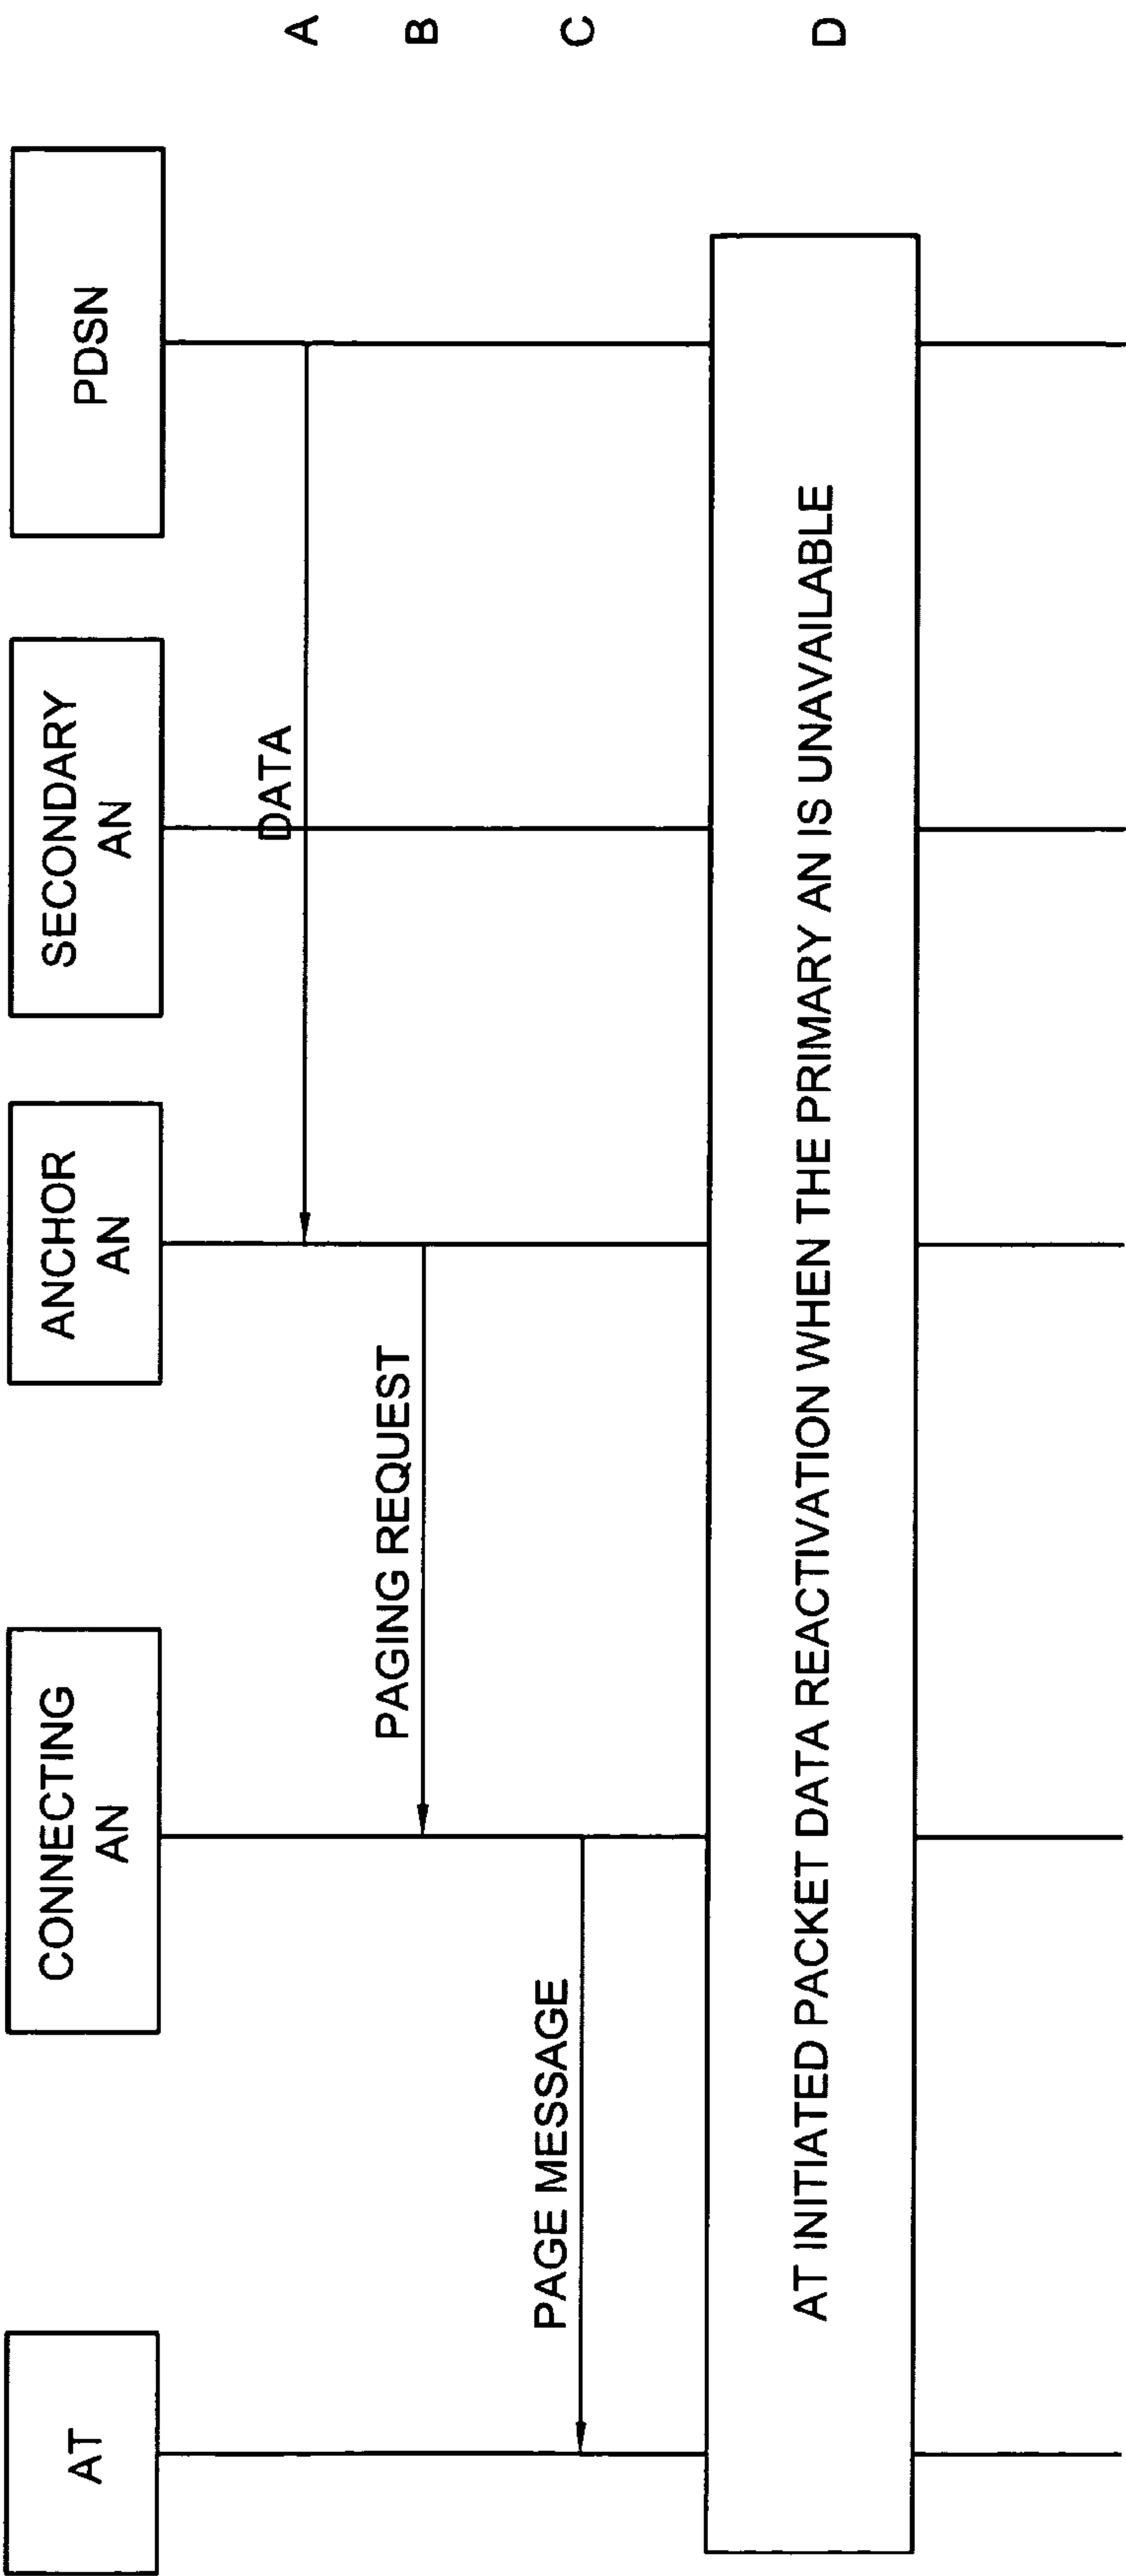 AT
CONNECTING
AN
ANCHOR
AN
SECONDARY
AN
PDSN
DATA
A
PAGING REQUEST
B
PAGE MESSAGE
C
AT INITIATED PACKET DATA REACTIVATION WHEN THE PRIMARY AN IS UNAVAILABLE
D